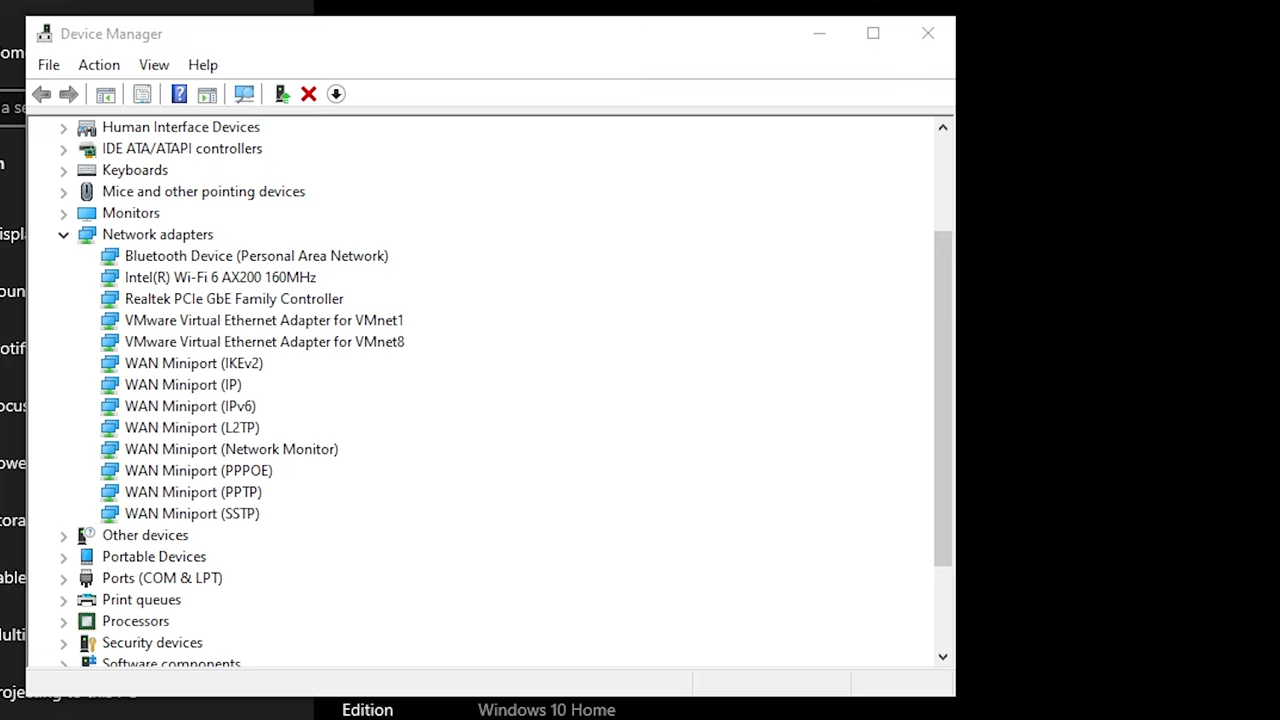 Device Manager
File Action View Help
Human Interface Devices
IDE ATA/ATAPI controllers
Keyboards
Mice and other pointing devices
Monitors
Network adapters
Bluetooth Device (Personal Area Network)
Intel(R) Wi-Fi 6 AX200 160MHz
Realtek PCIe GbE Family Controller
VMware Virtual Ethernet Adapter for VMnet1
VMware Virtual Ethernet Adapter for VMnet8
WAN Miniport (IKEv2)
WAN Miniport (IP)
WAN Miniport (IPv6)
WAN Miniport (L2TP)
WAN Miniport (Network Monitor)
WAN Miniport (PPPOE)
WAN Miniport (PPTP)
WAN Miniport (SSTP)
Other devices
Portable Devices
Ports (COM & LPT)
Print queues
Processors
Security devices
Software components
Edition Windows 10 Home